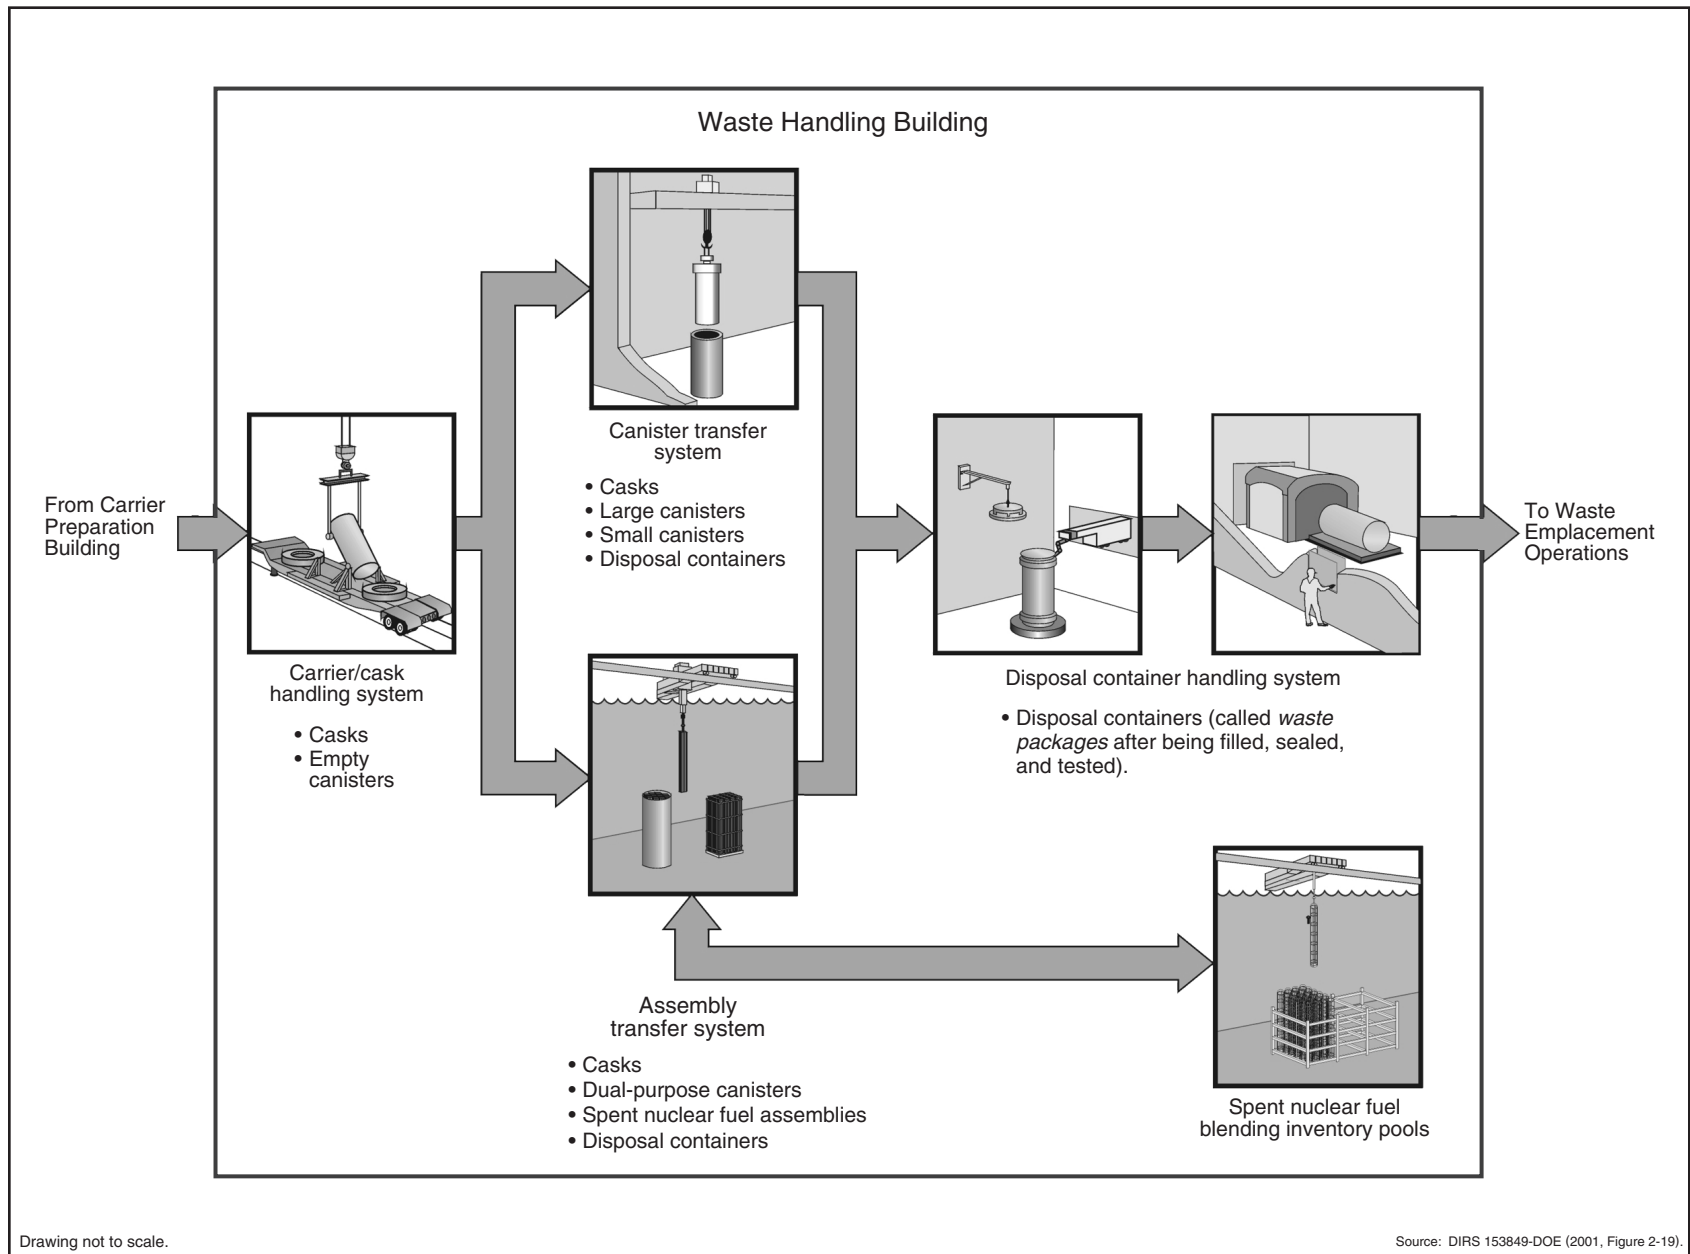 Waste Handling Building
From Carrier
Preparation
Building
Carrier/cask
handling system
• Casks
• Empty
canisters
Canister transfer
system
• Casks
• Large canisters
• Small canisters
• Disposal containers
Assembly
transfer system
• Casks
• Dual-purpose canisters
• Spent nuclear fuel assemblies
• Disposal containers
Disposal container handling system
• Disposal containers (called waste
packages after being filled, sealed,
and tested).
To Waste
Emplacement
Operations
Spent nuclear fuel
blending inventory pools
Drawing not to scale.
Source: DIRS 153849-DOE (2001, Figure 2-19).